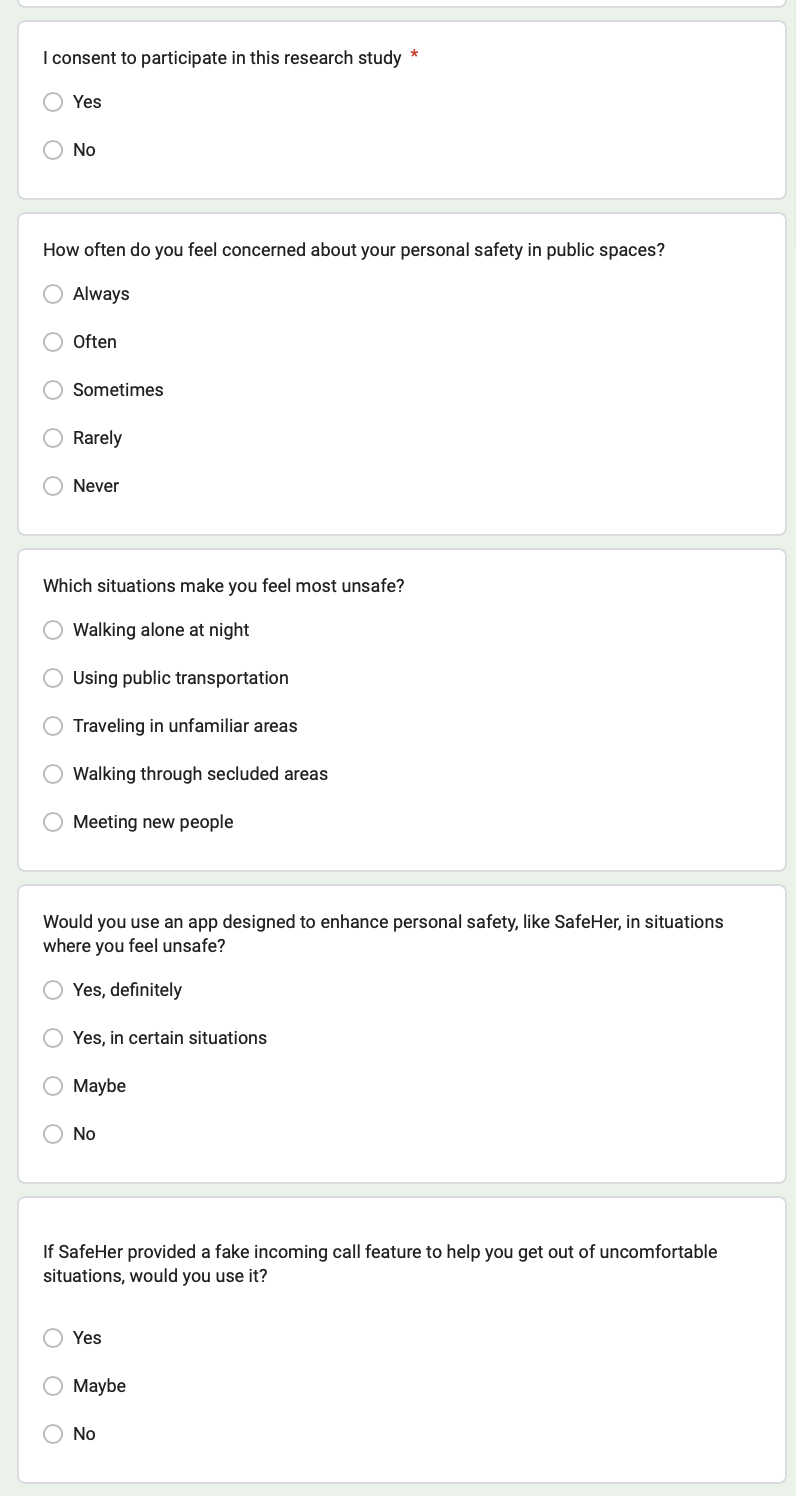 I consent to participate in this research study *
Yes
No
How often do you feel concerned about your personal safety in public spaces?
Always
Often
Sometimes
Rarely
Never
Which situations make you feel most unsafe?
Walking alone at night
Using public transportation
Traveling in unfamiliar areas
Walking through secluded areas
Meeting new people
Would you use an app designed to enhance personal safety, like SafeHer, in situations
where you feel unsafe?
Yes, definitely
Yes, in certain situations
Maybe
No
If SafeHer provided a fake incoming call feature to help you get out of uncomfortable
situations, would you use it?
Yes
Maybe
No